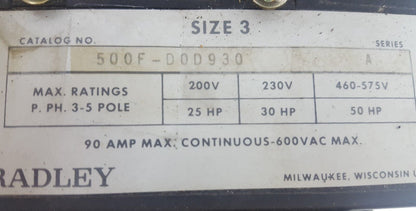 SIZE 3
CATALOG NO. SERIES
500F-D0D930 A
MAX. RATINGS 200V 230V 460-575V
P. PH. 3-5 POLE 25 HP 30 HP 50 HP
90 AMP MAX. CONTINUOUS-600VAC MAX.
RADLEY MILWAUKEE, WISCONSIN U